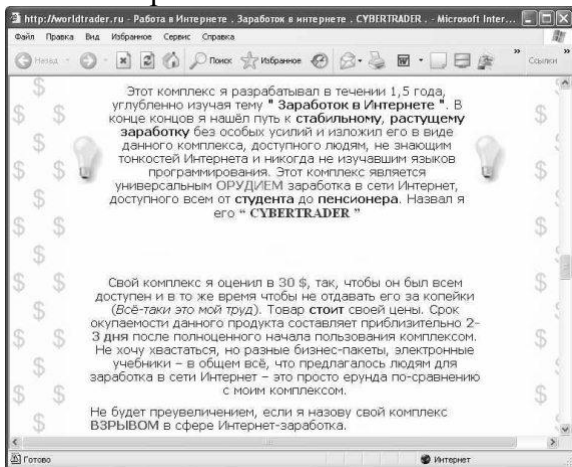 http://worldtrader.ru - Работа в Интернете . Заработок в интернете . CYBERTRADER . - Microsoft Inter...
Файл Правка Вид Избранное Сервис Справка
Назад Поиск Избранное Ссылки
Этот комплекс я разрабатывал в течении 1,5 года,
углубленно изучая тему " Заработок в Интернете ". В
конце концов я нашёл путь к стабильному, растущему
заработку без особых усилий и изложил его в виде
данного комплекса, доступного людям, не знающим
тонкостей Интернета и никогда не изучавшим языков
программирования. Этот комплекс является
универсальным ОРУДИЕМ заработка в сети Интернет,
доступного всем от студента до пенсионера. Назвал я
его “ CYBERTRADER ”
Свой комплекс я оценил в 30 $, так, чтобы он был всем
доступен и в то же время чтобы не отдавать его за копейки
(Всё-таки это мой труд). Товар стоит своей цены. Срок
окупаемости данного продукта составляет приблизительно 2-
3 дня после полноценного начала пользования комплексом.
Не хочу хвастаться, но разные бизнес-пакеты, электронные
учебники – в общем всё, что предлагалось людям для
заработка в сети Интернет – это просто ерунда по-сравнению
с моим комплексом.
Не будет преувеличением, если я назову свой комплекс
ВЗРЫВОМ в сфере Интернет-заработка.
Готово Интернет